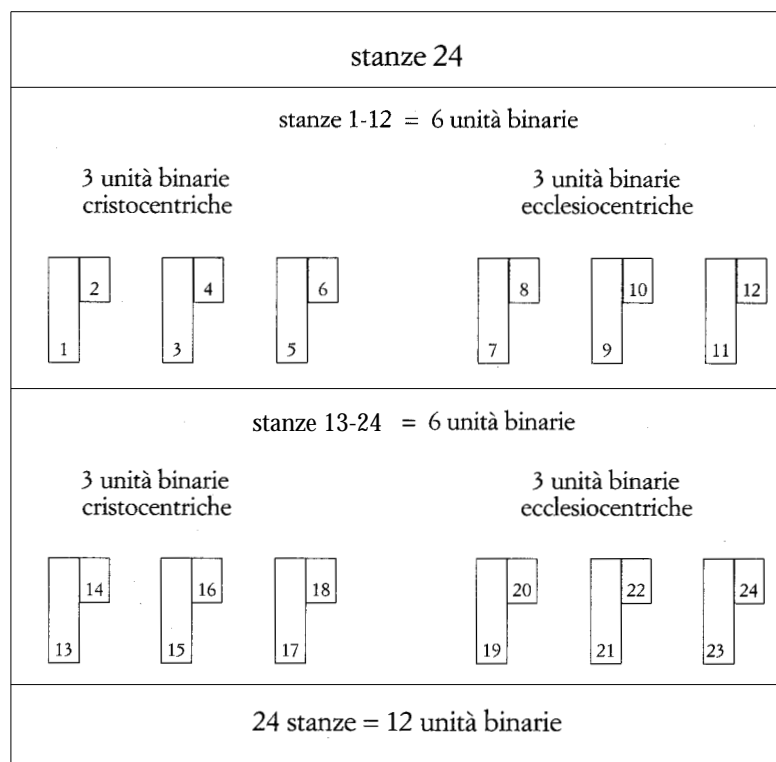 stanze 24
stanze 1-12 = 6 unità binarie
3 unità binarie
cristocentriche
3 unità binarie
ecclesiocentriche
2 4 6 8 10 12
1 3 5 7 9 11
stanze 13-24 = 6 unità binarie
3 unità binarie
cristocentriche
3 unità binarie
ecclesiocentriche
14 16 18 20 22 24
13 15 17 19 21 23
24 stanze = 12 unità binarie